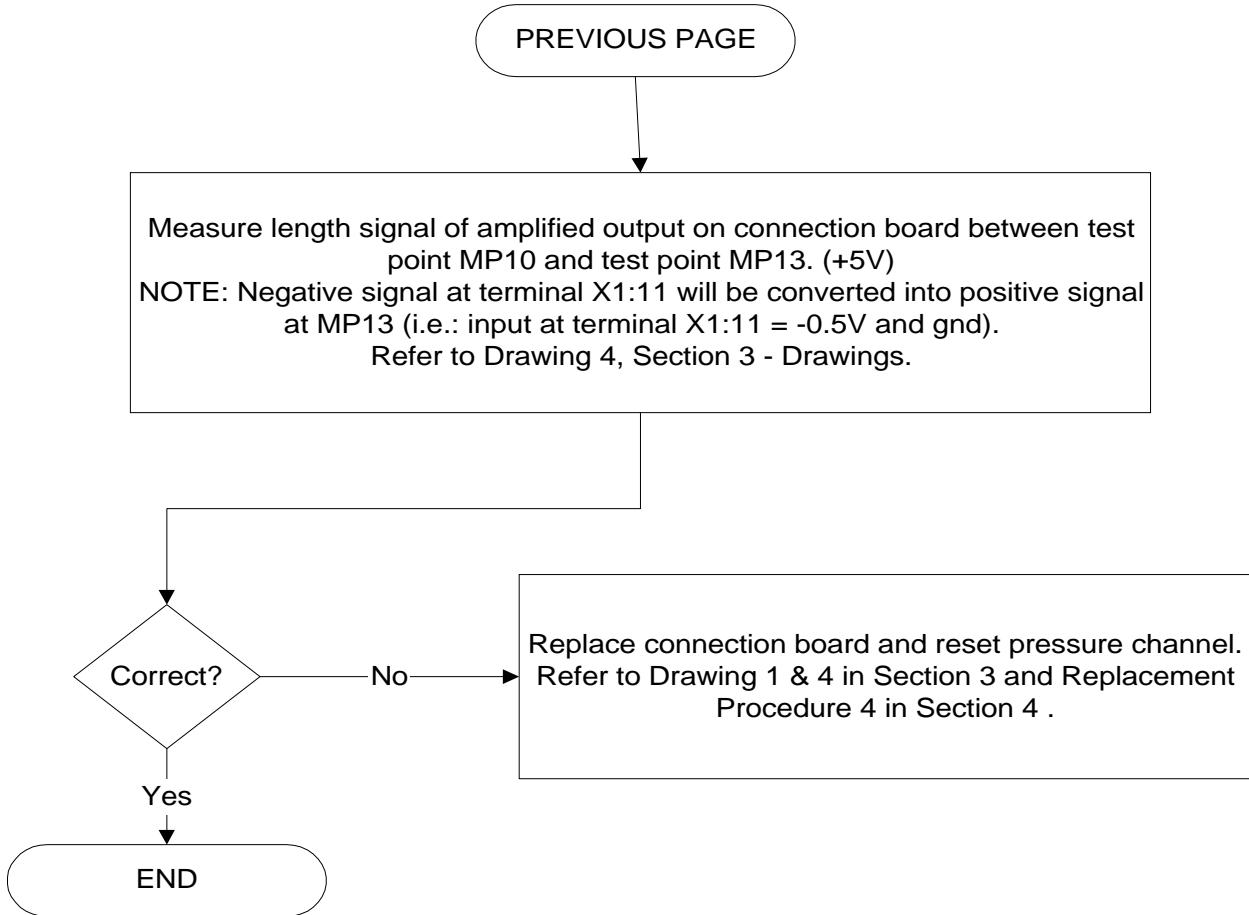 PREVIOUS PAGE
Measure length signal of amplified output on connection board between test
point MP10 and test point MP13. (+5V)
NOTE: Negative signal at terminal X1:11 will be converted into positive signal
at MP13 (i.e.: input at terminal X1:11 = -0.5V and gnd).
Refer to Drawing 4, Section 3 - Drawings.
Correct?
No
Replace connection board and reset pressure channel.
Refer to Drawing 1 & 4 in Section 3 and Replacement
Procedure 4 in Section 4 .
Yes
END